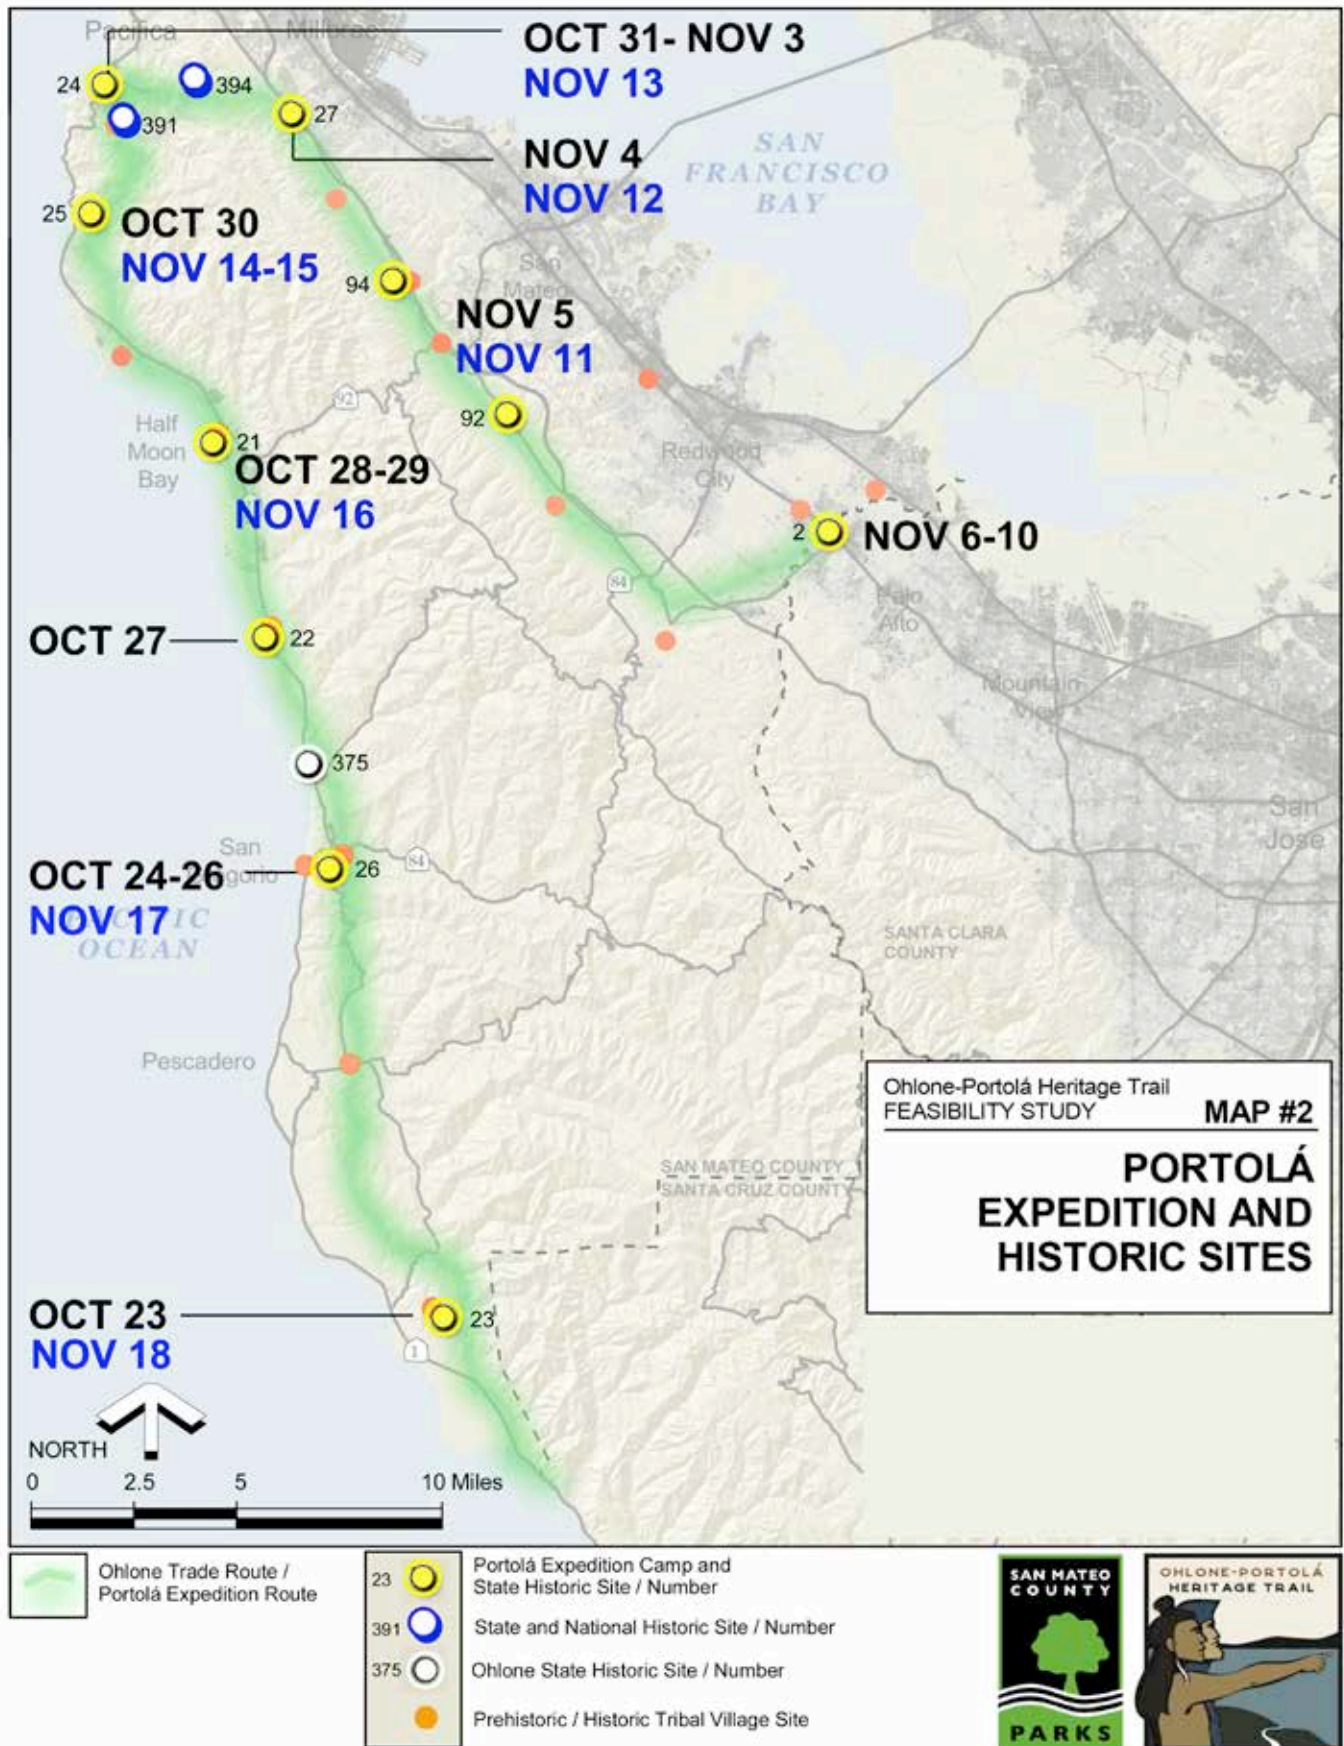 Pacifica
OCT 31- NOV 3
NOV 13
24
394
27
391
NOV 4
NOV 12
SAN
FRANCISCO
BAY
25
OCT 30
NOV 14-15
San
Mateo
94
NOV 5
NOV 11
92
92
Half
Moon
Bay
21
OCT 28-29
NOV 16
Redwood
City
2
NOV 6-10
84
Palo
Alto
OCT 27
22
Mountain
View
375
San
Jose
San
OCT 24-26
NOV 17
26
84
OCEAN
SANTA CLARA
COUNTY
Pescadero
Ohlone-Portolá Heritage Trail
FEASIBILITY STUDY
MAP #2
PORTOLÁ
EXPEDITION AND
HISTORIC SITES
SAN MATEO COUNTY
SANTA CRUZ COUNTY
OCT 23
NOV 18
23
1
NORTH
0 2.5 5 10 Miles
Ohlone Trade Route /
Portolá Expedition Route
23
Portolá Expedition Camp and
State Historic Site / Number
391
State and National Historic Site / Number
375
Ohlone State Historic Site / Number
Prehistoric / Historic Tribal Village Site
SAN MATEO
COUNTY
PARKS
OHLONE-PORTOLÁ
HERITAGE TRAIL